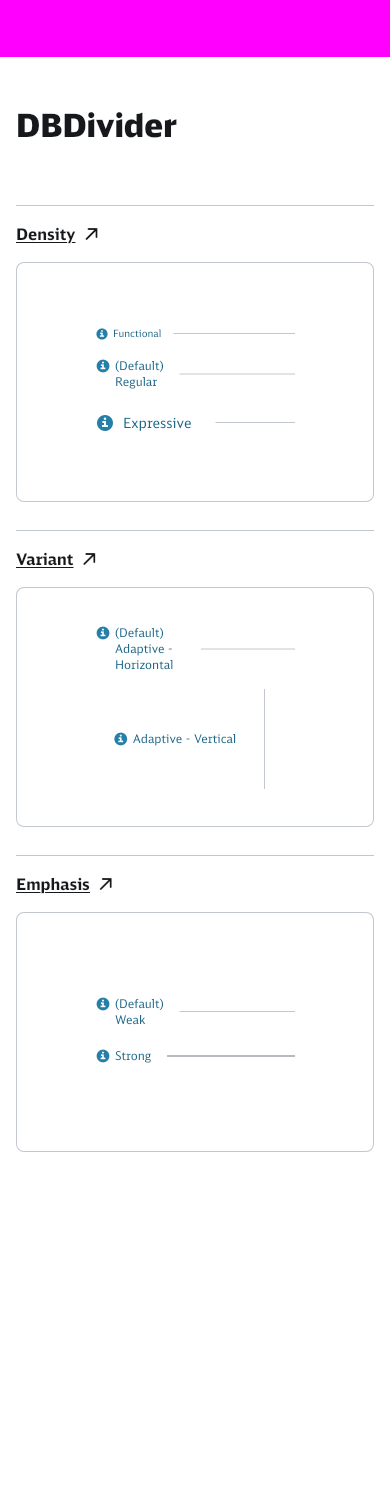 DBDivider
Density
Functional
(Default)
Regular
Expressive
Variant
(Default)
Adaptive -
Horizontal
Adaptive - Vertical
Emphasis
(Default)
Weak
Strong